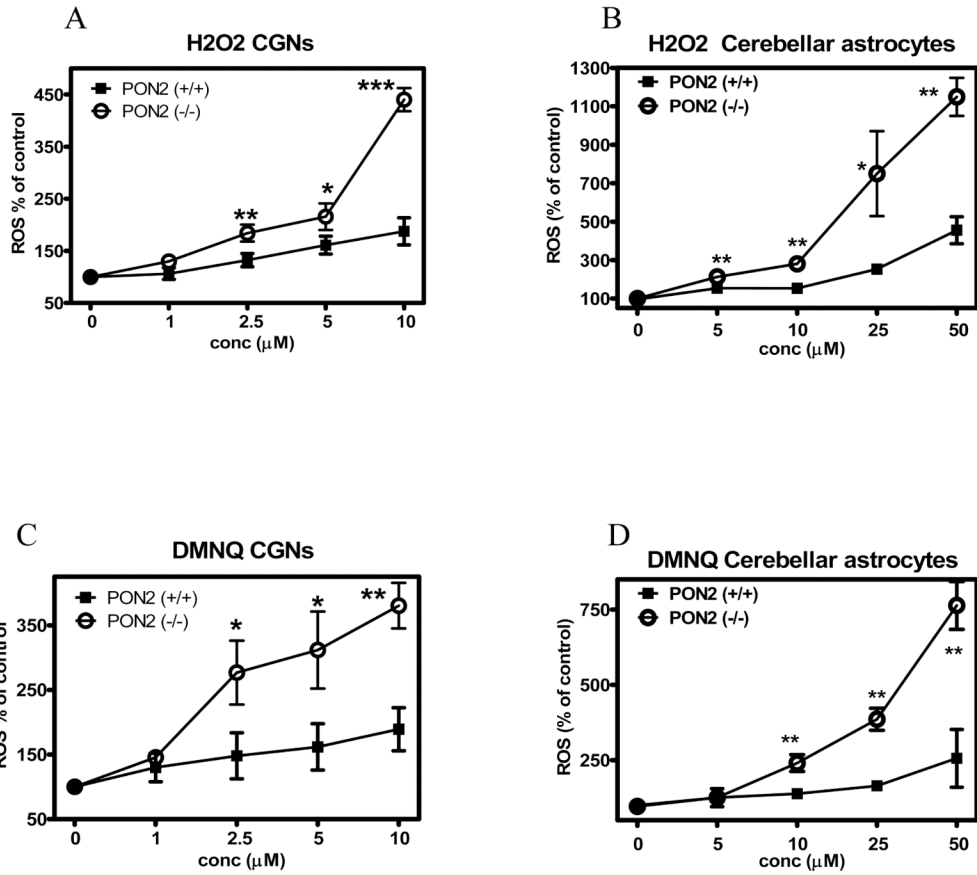 A
H2O2 CGNs
PON2 (+/+)
PON2 (-/-)
ROS % of control
450
350
250
150
50
**
*
***
0 1 2.5 5 10
conc (μM)
B
H2O2 Cerebellar astrocytes
PON2 (+/+)
PON2 (-/-)
ROS (% of control)
1300
1100
900
700
500
300
100
**
**
*
**
0 5 10 25 50
conc (μM)
C
DMNQ CGNs
PON2 (+/+)
PON2 (-/-)
ROS % of control
350
250
150
50
*
*
**
0 1 2.5 5 10
conc (μM)
D
DMNQ Cerebellar astrocytes
PON2 (+/+)
PON2 (-/-)
ROS (% of control)
750
500
250
**
**
**
0 5 10 25 50
conc (μM)